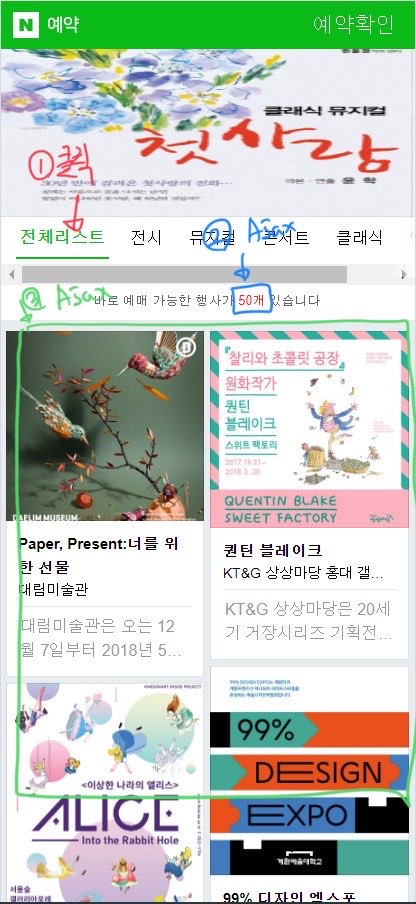 N 예약 예약확인
클래식 뮤지컬
첫사랑
30년 만에 걸려온 첫사랑의 전화...
극본·연출 윤학
① 클릭
② Ajax
전체리스트 전시 뮤지컬 콘서트 클래식
③ Ajax
바로 예매 가능한 행사가 50개 있습니다
DAELIM MUSEUM
Paper, Present:너를 위
한 선물
대림미술관
대림미술관은 오는 12
월 7일부터 2018년 5...
찰리와 초콜릿 공장
원화작가
퀀틴
블레이크
스위트 팩토리
2017.10.21-
2018.2.20
QUENTIN BLAKE
SWEET FACTORY
퀀틴 블레이크
KT&G 상상마당 홍대 갤...
KT&G 상상마당은 20세
기 거장시리즈 기획전...
<이상한 나라의 앨리스>
ALICE
Into the Rabbit Hole
서울숲
갤러리아포레
99%
DESIGN
EXPO
계원예술대학교
99% 디자인 엑스포